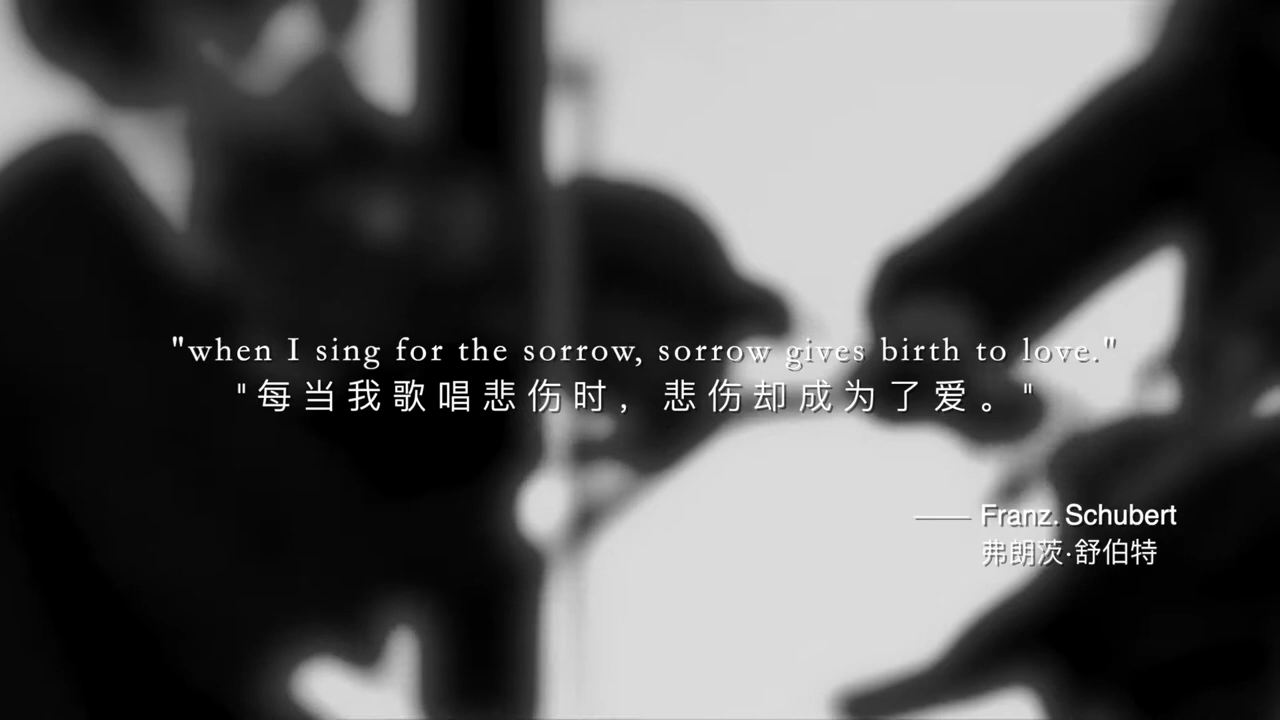 "when I sing for the sorrow, sorrow gives birth to love."
"每当我歌唱悲伤时，悲伤却成为了爱。"
—— Franz. Schubert
弗朗茨·舒伯特